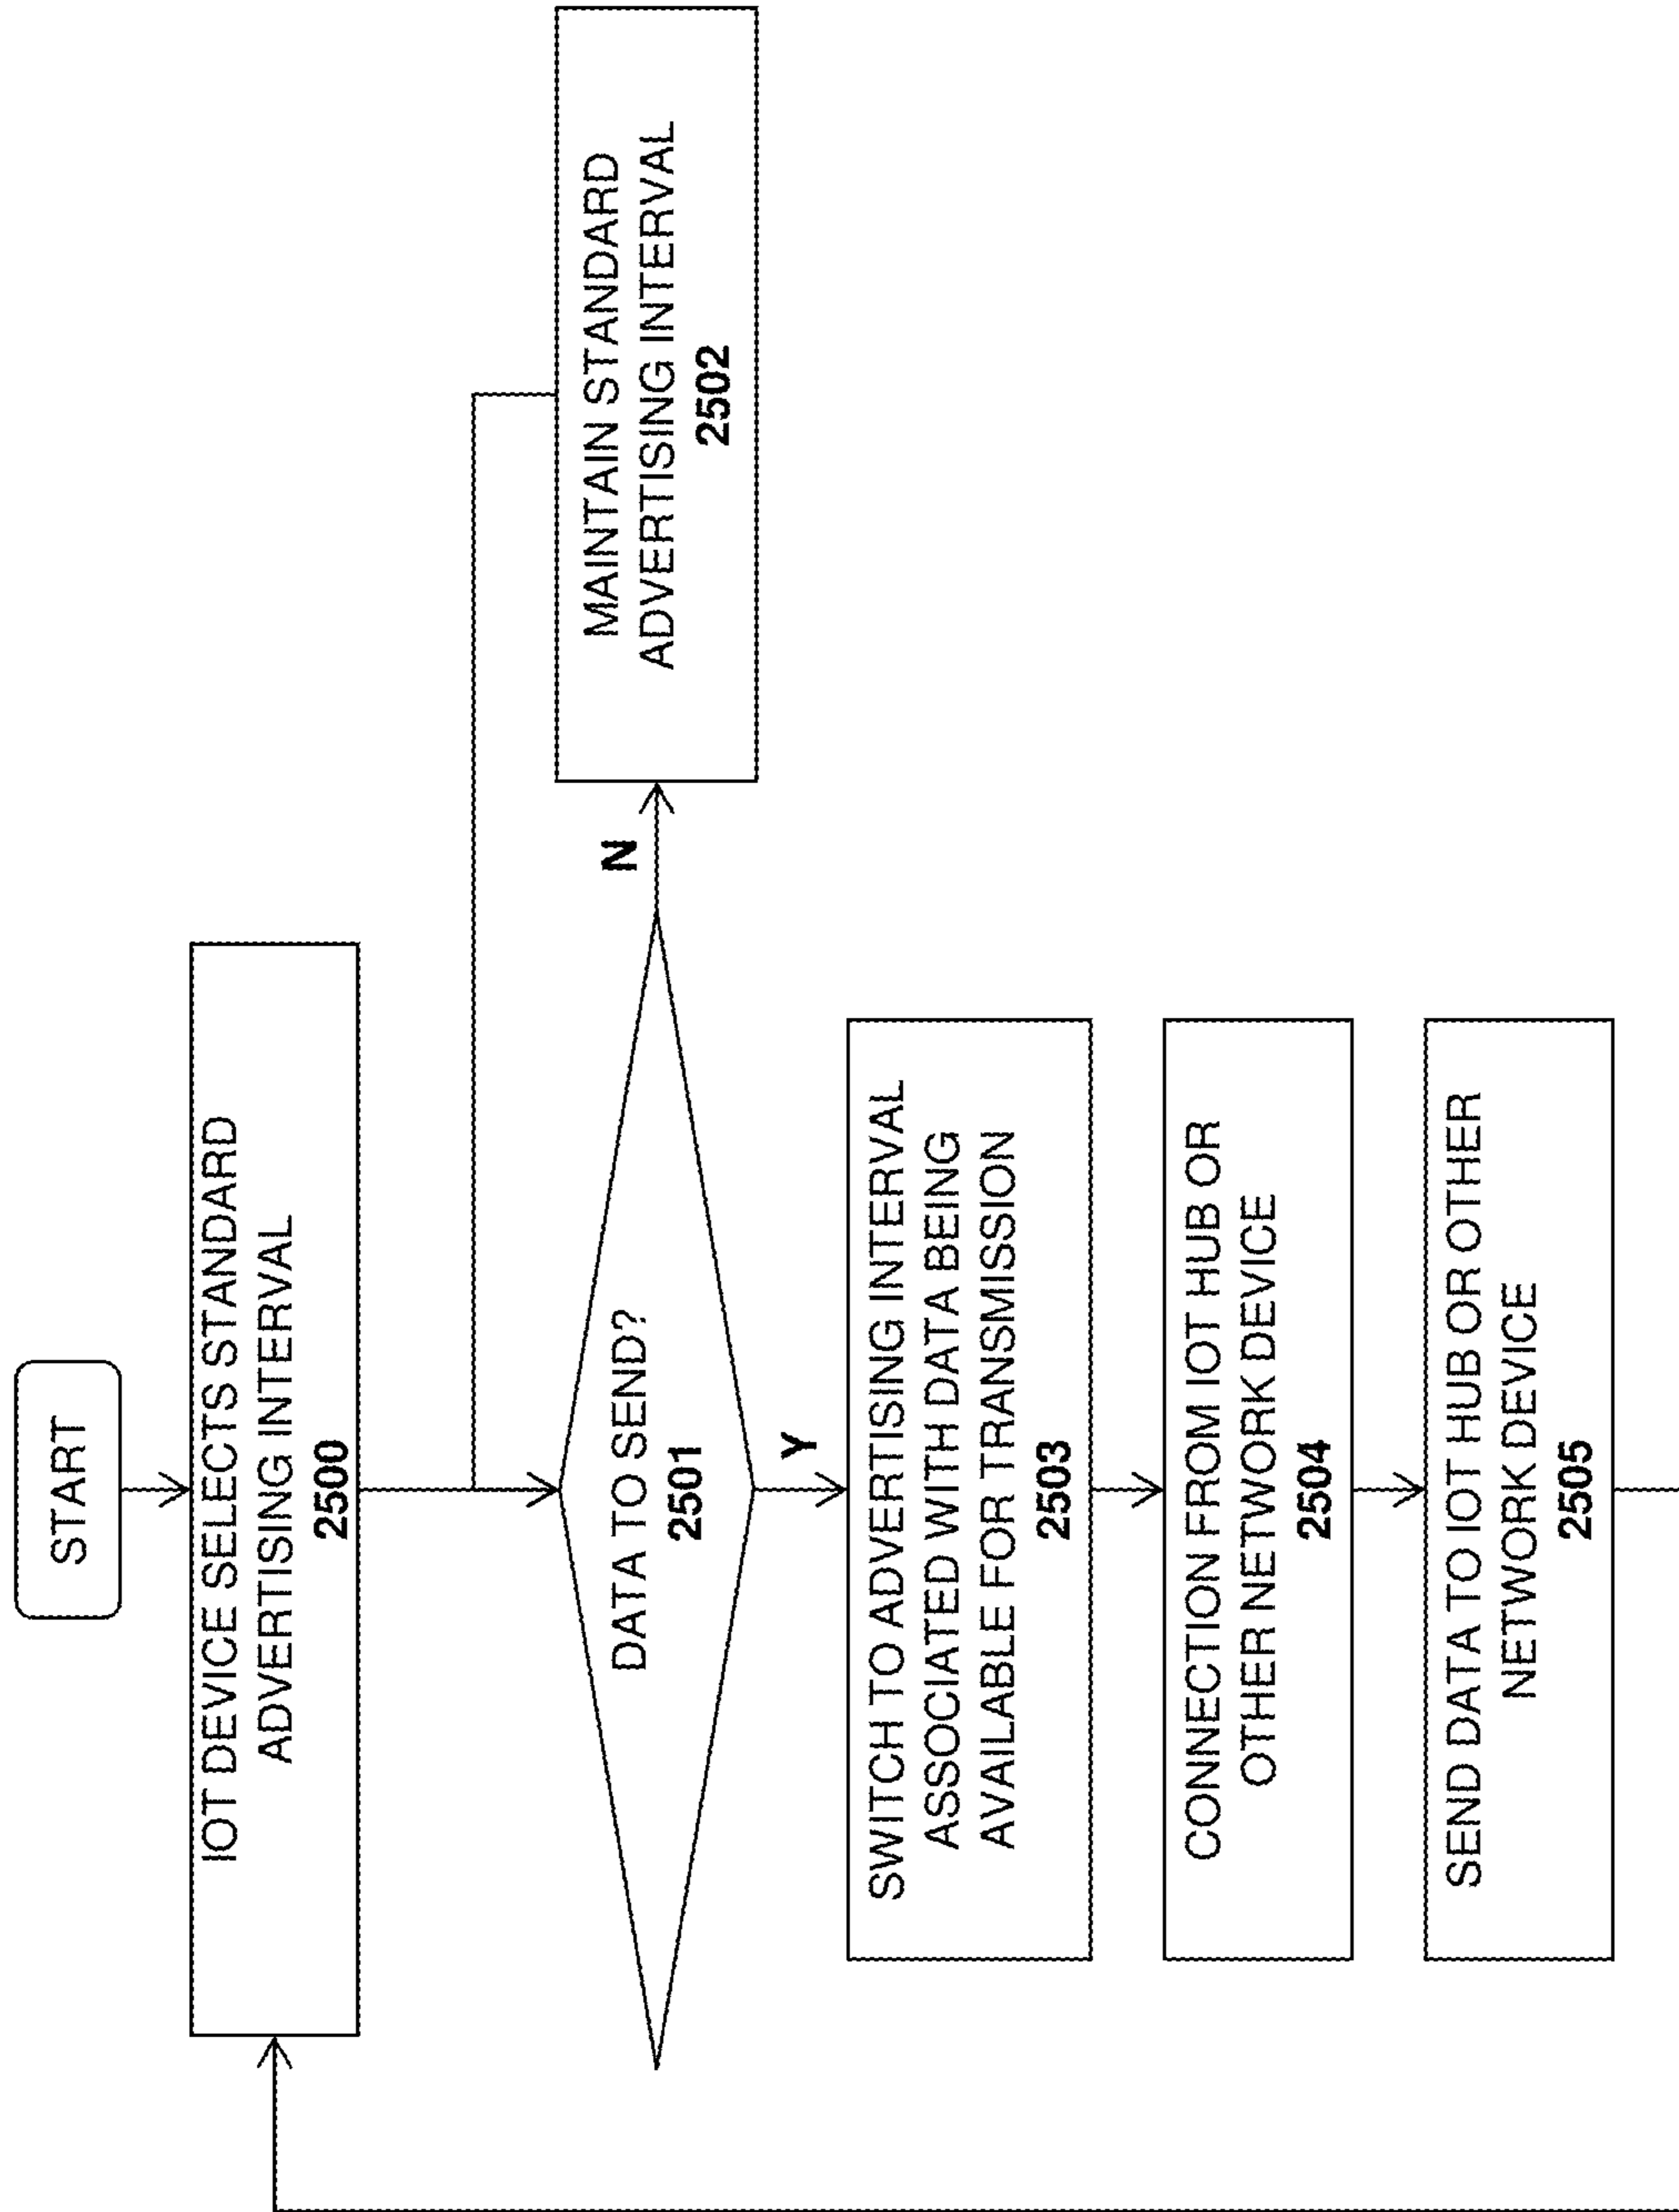 START
IOT DEVICE SELECTS STANDARD
ADVERTISING INTERVAL
2500
DATA TO SEND?
2501
N
MAINTAIN STANDARD
ADVERTISING INTERVAL
2502
Y
SWITCH TO ADVERTISING INTERVAL
ASSOCIATED WITH DATA BEING
AVAILABLE FOR TRANSMISSION
2503
CONNECTION FROM IOT HUB OR
OTHER NETWORK DEVICE
2504
SEND DATA TO IOT HUB OR OTHER
NETWORK DEVICE
2505